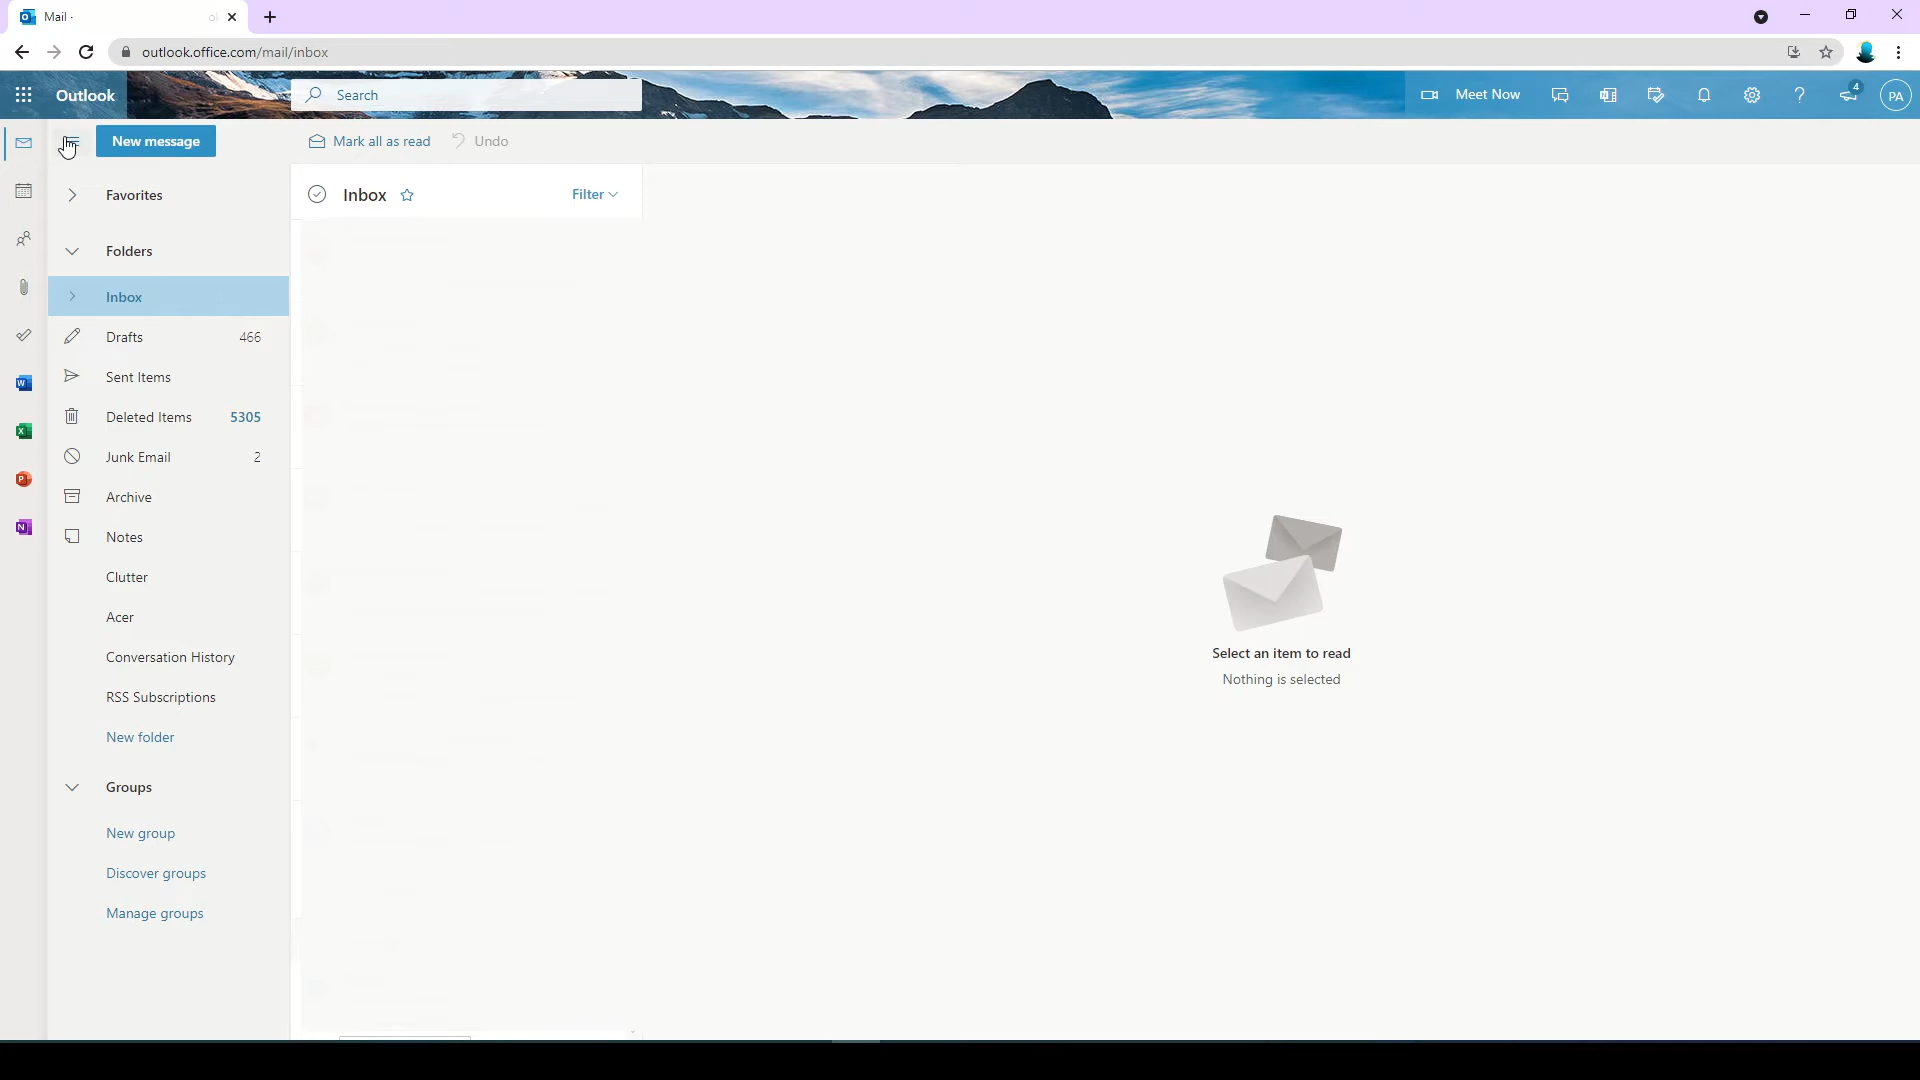 Mail -
outlook.office.com/mail/inbox
Outlook
Search
Meet Now
4
PA
New message
Mark all as read
Undo
Favorites
Inbox
Filter
Folders
Inbox
Drafts 466
Sent Items
Deleted Items 5305
Junk Email 2
Archive
Notes
Clutter
Acer
Conversation History
RSS Subscriptions
New folder
Groups
New group
Discover groups
Manage groups
Select an item to read
Nothing is selected